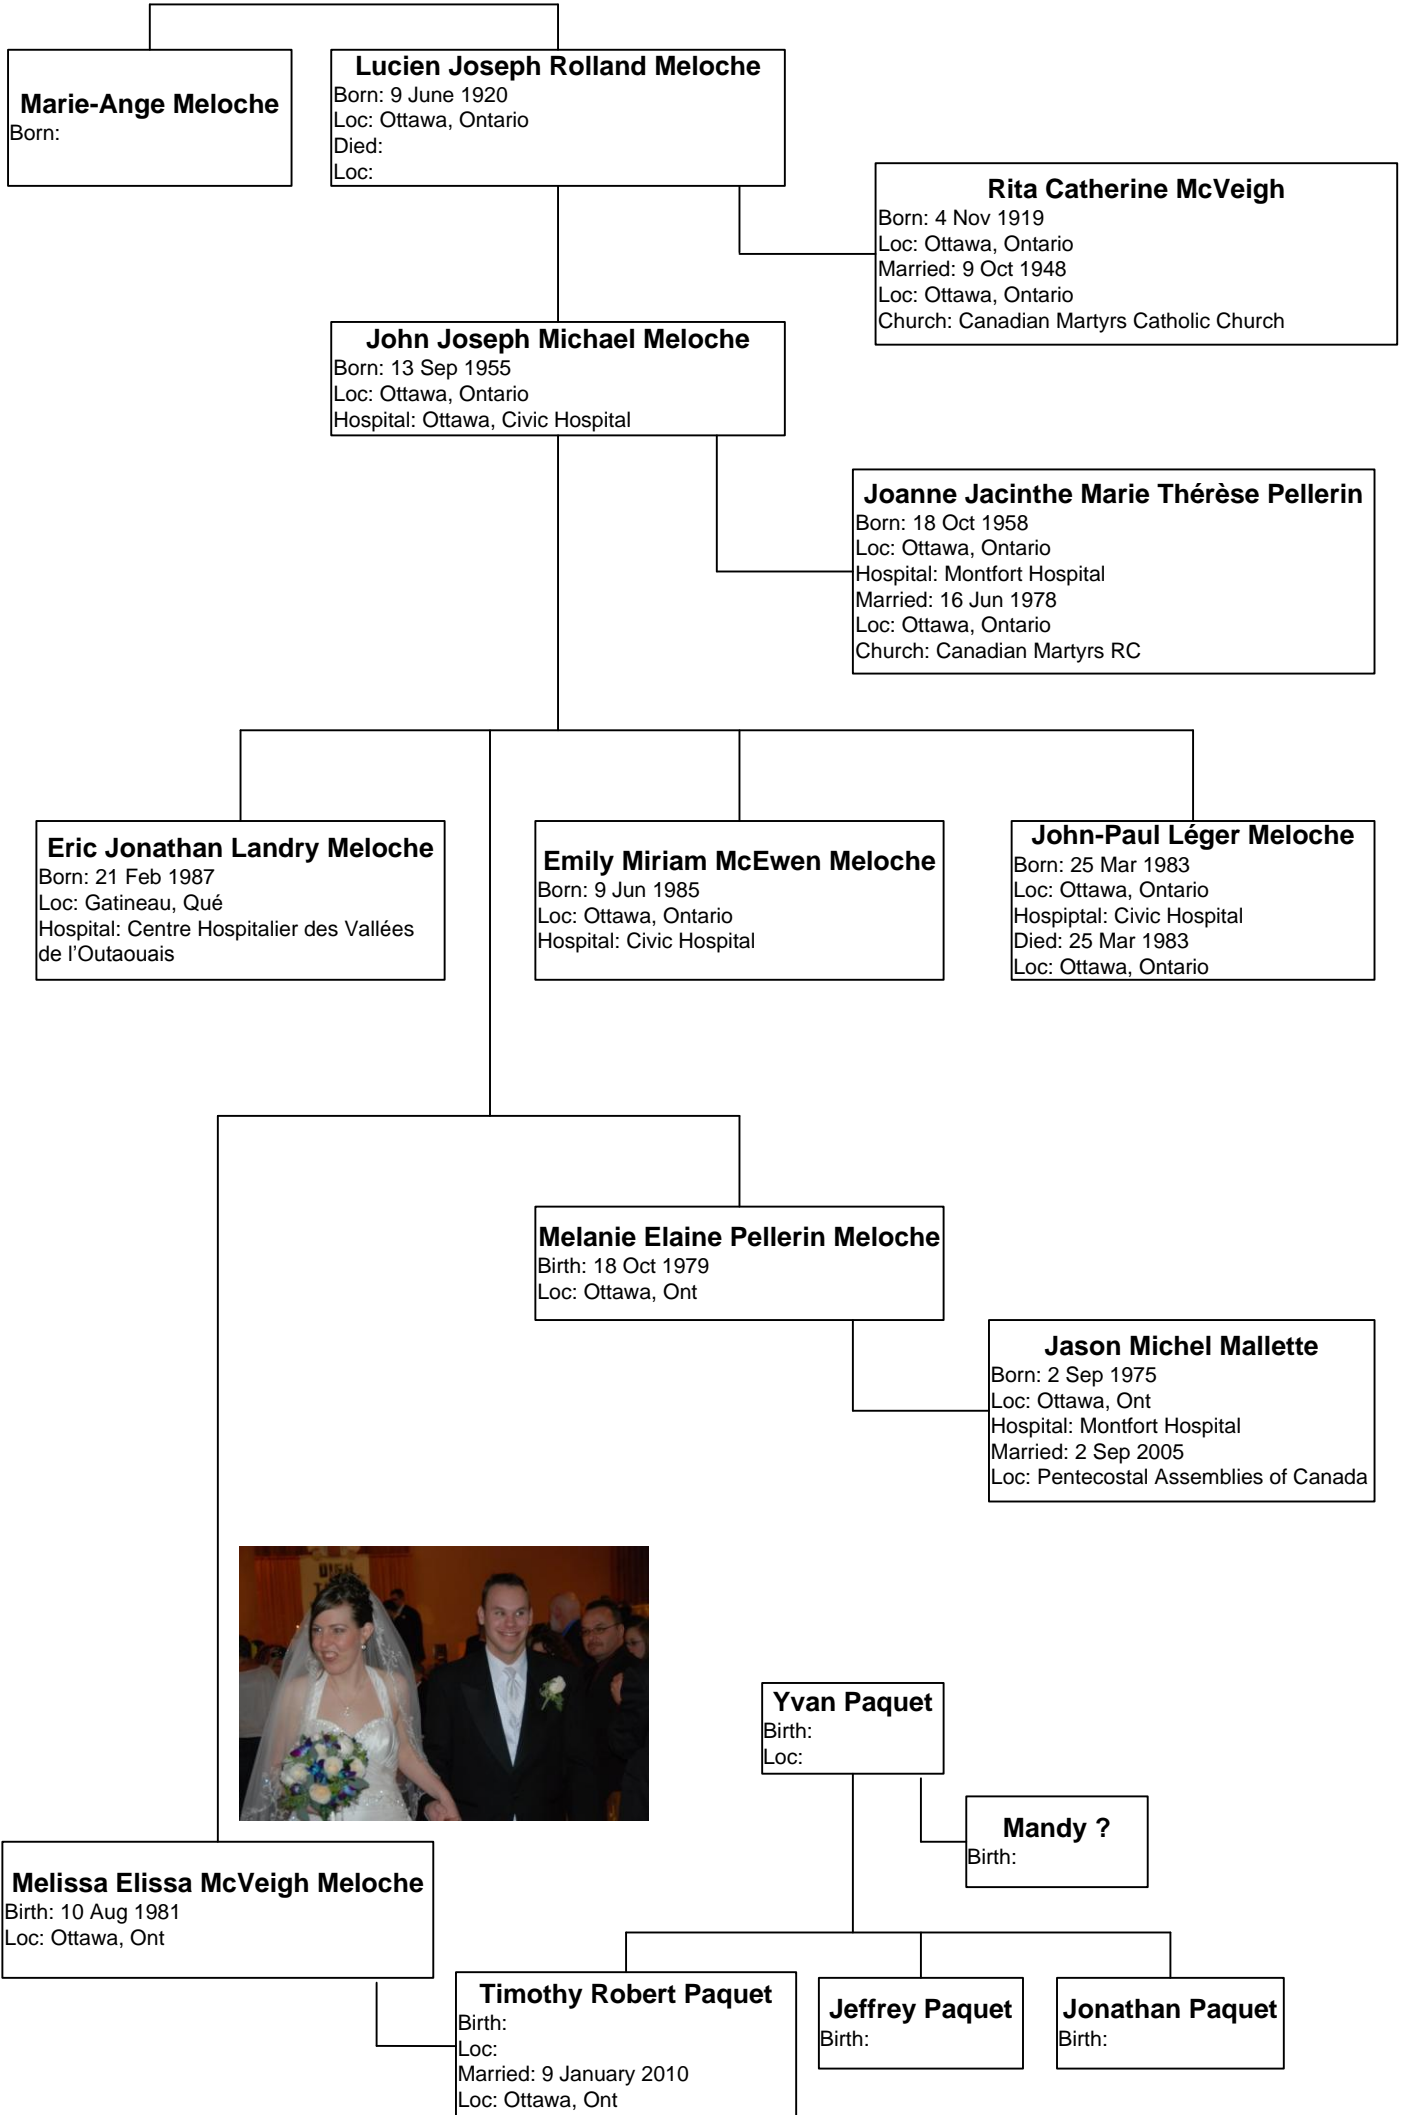 Marie-Ange Meloche
Born:
Lucien Joseph Rolland Meloche
Born: 9 June 1920
Loc: Ottawa, Ontario
Died:
Loc:
Rita Catherine McVeigh
Born: 4 Nov 1919
Loc: Ottawa, Ontario
Married: 9 Oct 1948
Loc: Ottawa, Ontario
Church: Canadian Martyrs Catholic Church
John Joseph Michael Meloche
Born: 13 Sep 1955
Loc: Ottawa, Ontario
Hospital: Ottawa, Civic Hospital
Joanne Jacinthe Marie Thérèse Pellerin
Born: 18 Oct 1958
Loc: Ottawa, Ontario
Hospital: Montfort Hospital
Married: 16 Jun 1978
Loc: Ottawa, Ontario
Church: Canadian Martyrs RC
Eric Jonathan Landry Meloche
Born: 21 Feb 1987
Loc: Gatineau, Qué
Hospital: Centre Hospitalier des Vallées
de l'Outaouais
Emily Miriam McEwen Meloche
Born: 9 Jun 1985
Loc: Ottawa, Ontario
Hospital: Civic Hospital
John-Paul Léger Meloche
Born: 25 Mar 1983
Loc: Ottawa, Ontario
Hospiptal: Civic Hospital
Died: 25 Mar 1983
Loc: Ottawa, Ontario
Melanie Elaine Pellerin Meloche
Birth: 18 Oct 1979
Loc: Ottawa, Ont
Jason Michel Mallette
Born: 2 Sep 1975
Loc: Ottawa, Ont
Hospital: Montfort Hospital
Married: 2 Sep 2005
Loc: Pentecostal Assemblies of Canada
Yvan Paquet
Birth:
Loc:
Mandy ?
Birth:
Melissa Elissa McVeigh Meloche
Birth: 10 Aug 1981
Loc: Ottawa, Ont
Timothy Robert Paquet
Birth:
Loc:
Married: 9 January 2010
Loc: Ottawa, Ont
Jeffrey Paquet
Birth:
Jonathan Paquet
Birth: